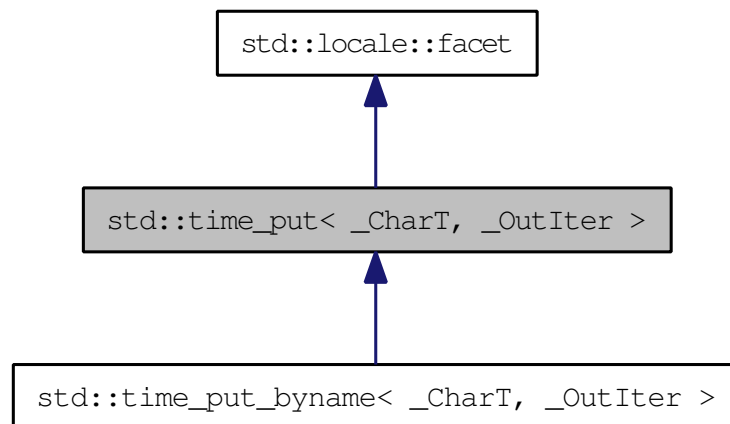 std::locale::facet
std::time_put< _CharT, _OutIter >
std::time_put_byname< _CharT, _OutIter >